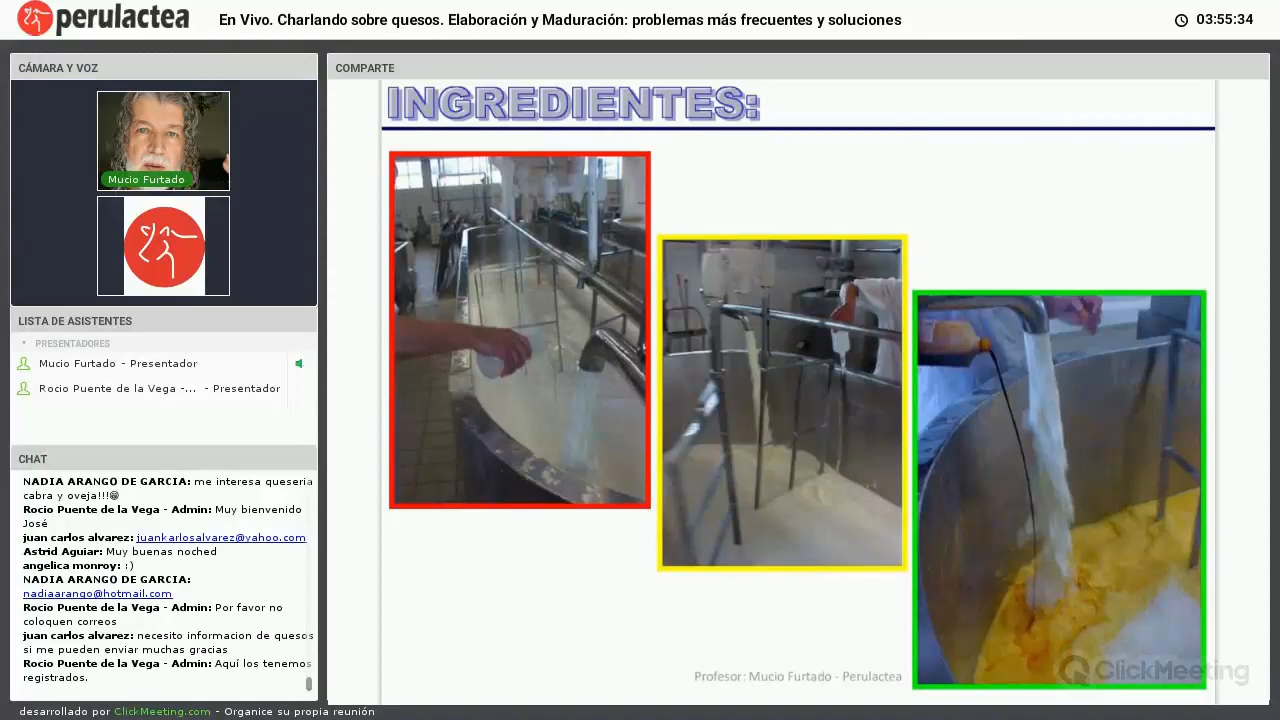 perulactea
En Vivo. Charlando sobre quesos. Elaboración y Maduración: problemas más frecuentes y soluciones
03:55:34
CÁMARA Y VOZ
Mucio Furtado
LISTA DE ASISTENTES
PRESENTADORES
Mucio Furtado - Presentador
Rocio Puente de la Vega -... - Presentador
CHAT
NADIA ARANGO DE GARCIA: me interesa queseria
cabra y oveja!!!😁
Rocio Puente de la Vega - Admin: Muy bienvenido
José
juan carlos alvarez: juankarlosalvarez@yahoo.com
Astrid Aguiar: Muy buenas noched
angelica monroy: :)
NADIA ARANGO DE GARCIA:
nadiaarango@hotmail.com
Rocio Puente de la Vega - Admin: Por favor no
coloquen correos
juan carlos alvarez: necesito informacion de quesos
si me pueden enviar muchas gracias
Rocio Puente de la Vega - Admin: Aquí los tenemos
registrados.
COMPARTE
INGREDIENTES:
Profesor: Mucio Furtado - Perulactea
ClickMeeting
desarrollado por ClickMeeting.com - Organice su propia reunión